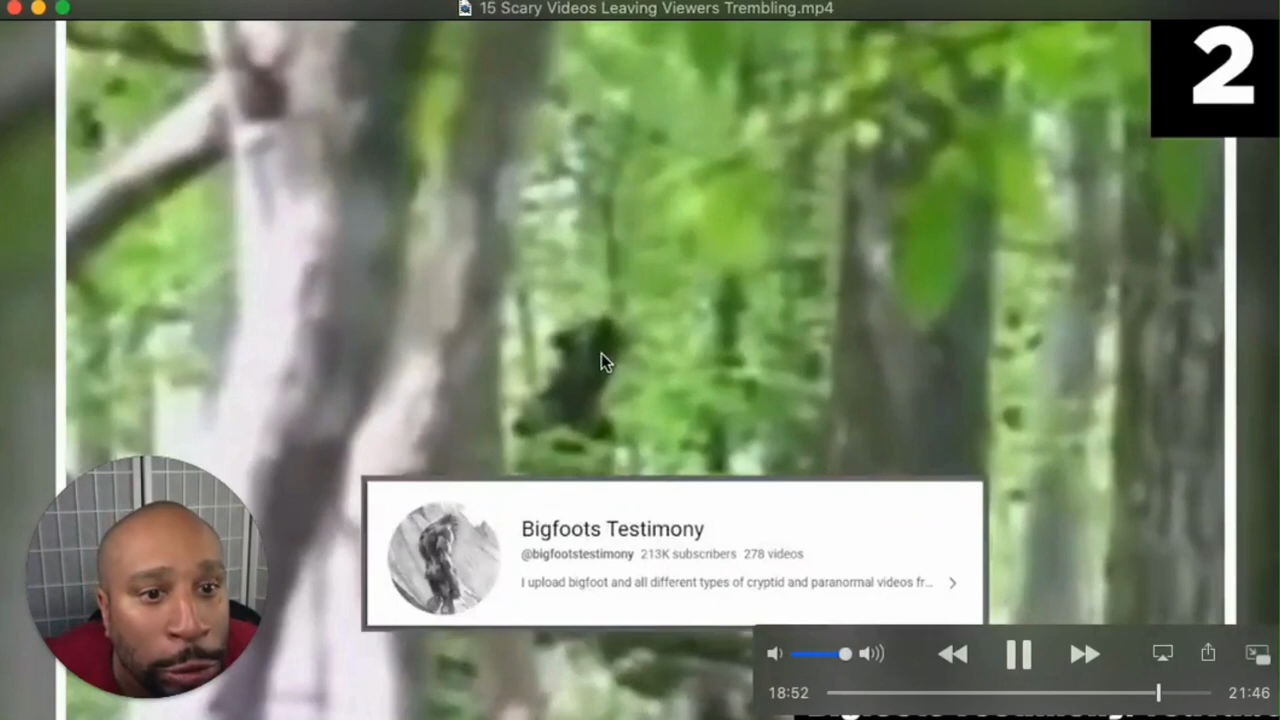 15 Scary Videos Leaving Viewers Trembling.mp4
2
Bigfoots Testimony
@bigfootstestimony 213K subscribers 278 videos
I upload bigfoot and all different types of cryptid and paranormal videos fr...
18:52
21:46